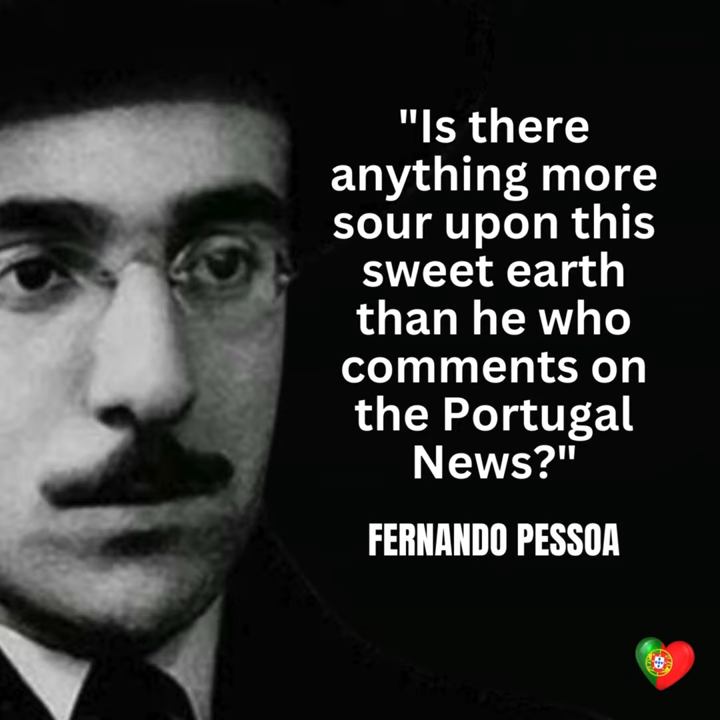 "Is there
anything more
sour upon this
sweet earth
than he who
comments on
the Portugal
News?"
FERNANDO PESSOA